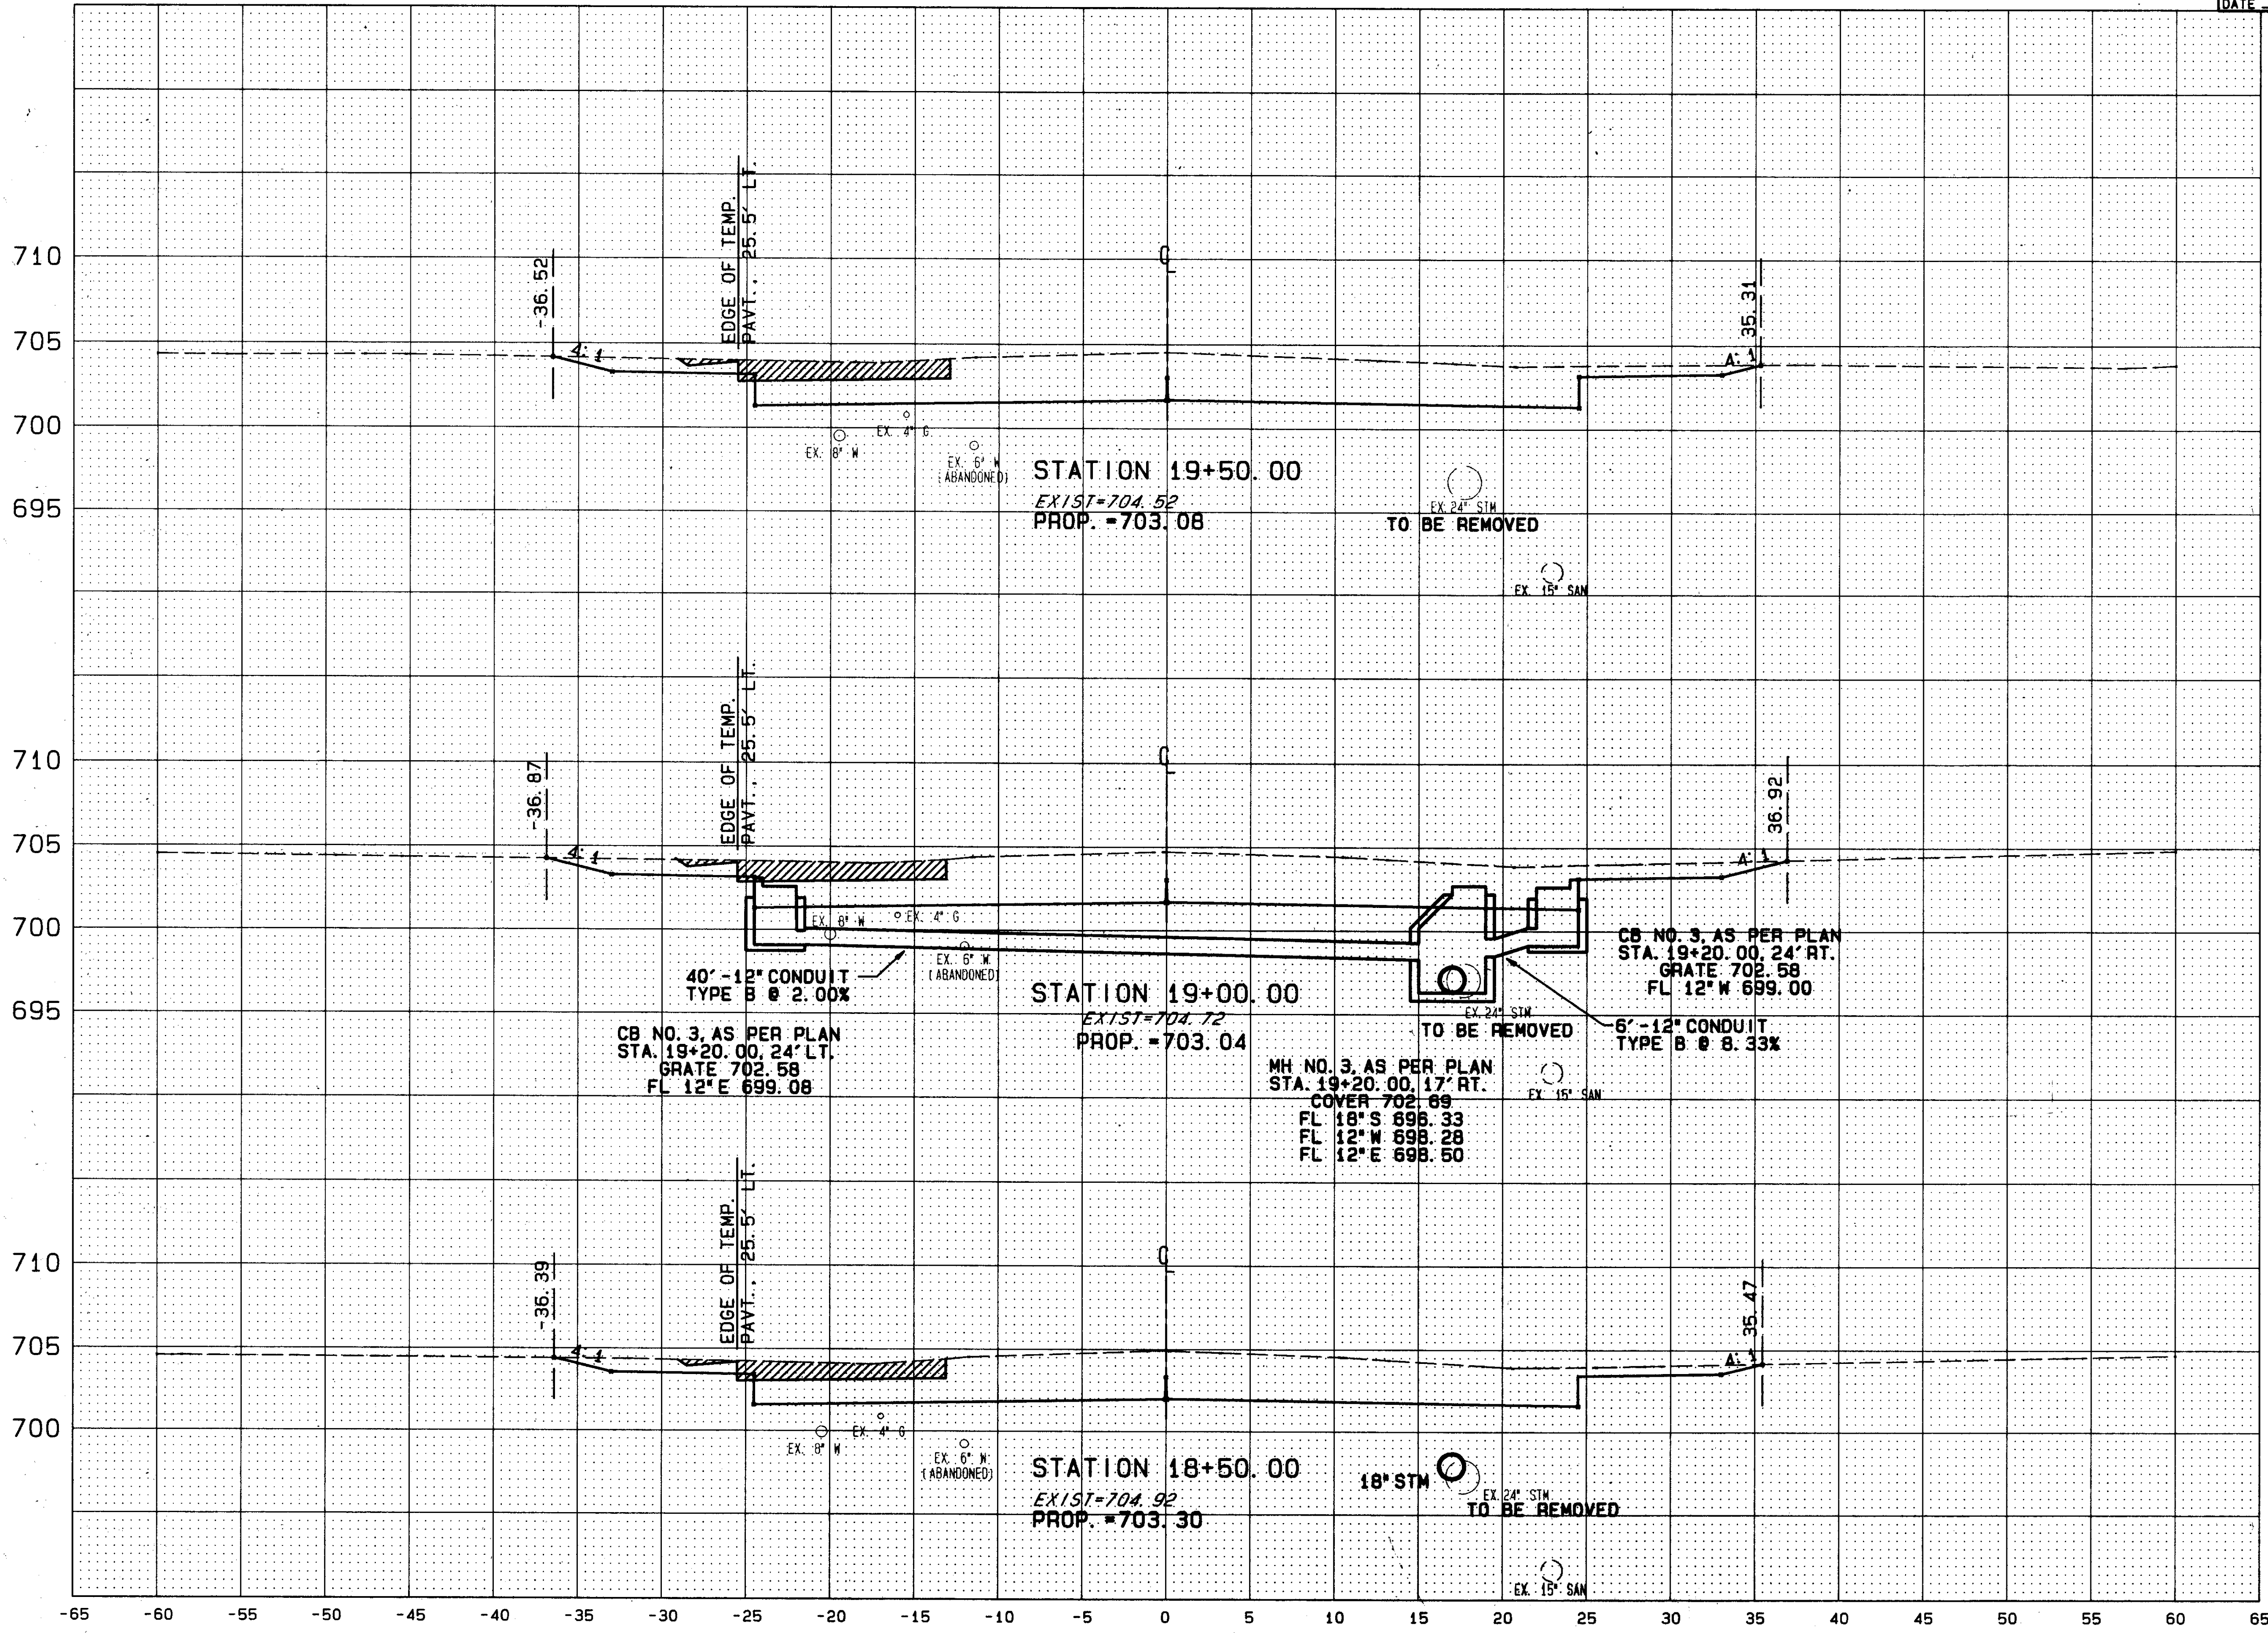 DATE
EDGE OF TEMP.
PAVT., 25.5' LT.
710
-36.52
℄
35.31
705
4:1
4:1
700
EX. 8" W
EX. 4" G
EX. 6" W
(ABANDONED)
STATION 19+50.00
EXIST=704.52
PROP. =703.08
695
EX. 24" STM
TO BE REMOVED
EX. 15" SAN
EDGE OF TEMP.
PAVT., 25.5' LT.
710
-36.87
℄
36.92
705
4:1
4:1
700
EX. 8" W
EX. 4" G
EX. 6" W
(ABANDONED)
40'-12" CONDUIT
TYPE B @ 2.00%
CB NO. 3, AS PER PLAN
STA. 19+20.00, 24' RT.
GRATE 702.58
FL 12" W 699.00
695
STATION 19+00.00
EXIST=704.72
PROP. =703.04
EX. 24" STM
TO BE REMOVED
6'-12" CONDUIT
TYPE B @ 8.33%
CB NO. 3, AS PER PLAN
STA. 19+20.00, 24' LT.
GRATE 702.58
FL 12" E 699.08
MH NO. 3, AS PER PLAN
STA. 19+20.00, 17' RT.
COVER 702.69
FL 18" S 696.33
FL 12" W 698.28
FL 12" E 698.50
EX. 15" SAN
EDGE OF TEMP.
PAVT., 25.5' LT.
710
-36.39
℄
35.47
705
4:1
4:1
700
EX. 8" W
EX. 4" G
EX. 6" W
(ABANDONED)
STATION 18+50.00
EXIST=704.92
PROP. =703.30
18" STM
EX. 24" STM
TO BE REMOVED
EX. 15" SAN
-65 -60 -55 -50 -45 -40 -35 -30 -25 -20 -15 -10 -5 0 5 10 15 20 25 30 35 40 45 50 55 60 65